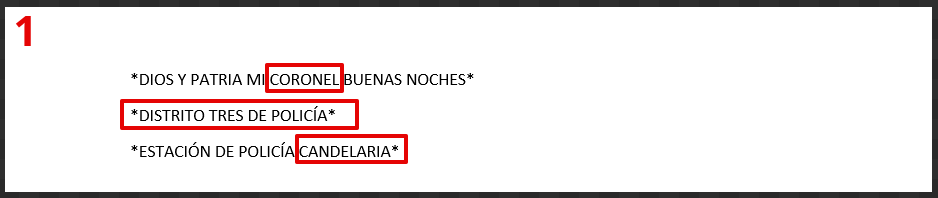 1
*DIOS Y PATRIA MI CORONEL BUENAS NOCHES*
*DISTRITO TRES DE POLICÍA*
*ESTACIÓN DE POLICÍA CANDELARIA*